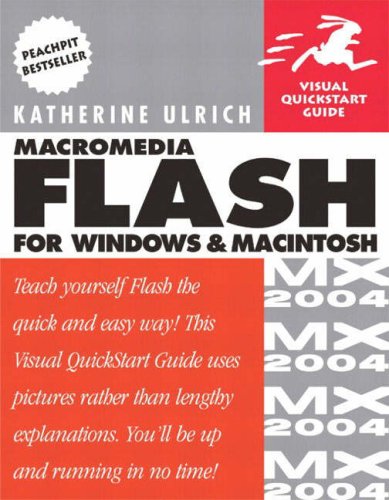 PEACHPIT
BESTSELLER
VISUAL
QUICKSTART
GUIDE
KATHERINE ULRICH
MACROMEDIA
FLASH
FOR WINDOWS & MACINTOSH
MX
2004
MX
2004
MX
2004
MX
2004
Teach yourself Flash the
quick and easy way! This
Visual QuickStart Guide uses
pictures rather than lengthy
explanations. You'll be up
and running in no time!